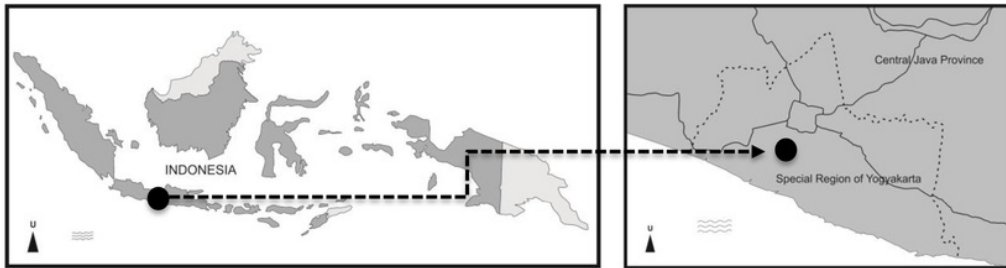 INDONESIA
U
Central Java Province
Special Region of Yogyakarta
U